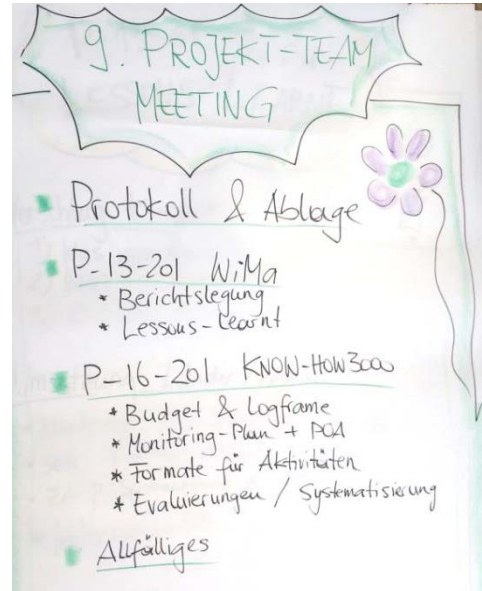 9. PROJEKT-TEAM
MEETING
Protokoll & Ablage
P-13-201 WiMa
* Berichtslegung
* Lessons-Learnt
P-16-201 KNOW-HOW3000
* Budget & Logframe
* Monitoring-Plan + POA
* Formate für Aktivitäten
* Evaluierungen / Systematisierung
Allfälliges